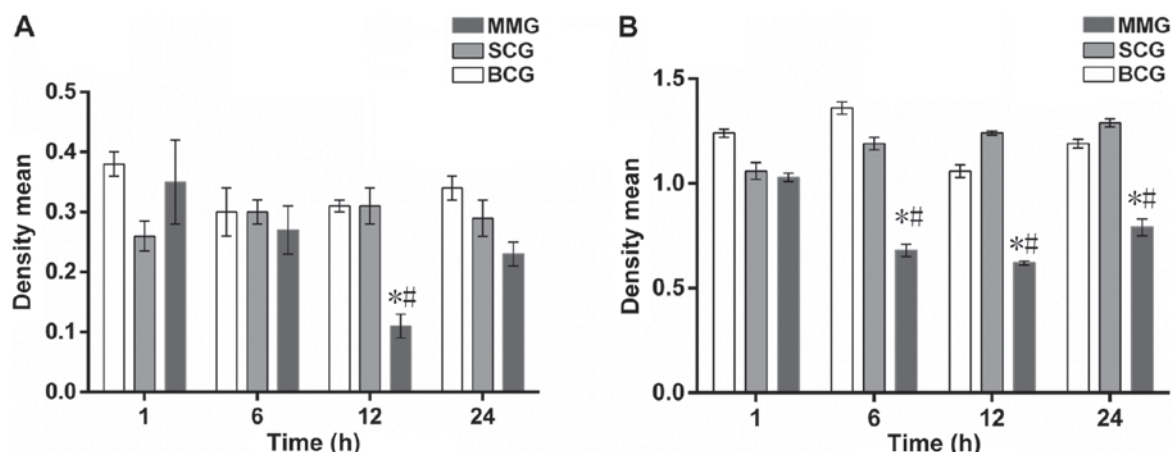 A
MMG
SCG
BCG
Density mean
0.5
0.4
0.3
0.2
0.1
0.0
*#
1 6 12 24
Time (h)
B
MMG
SCG
BCG
Density mean
1.5
1.0
0.5
0.0
*#
*#
*#
1 6 12 24
Time (h)